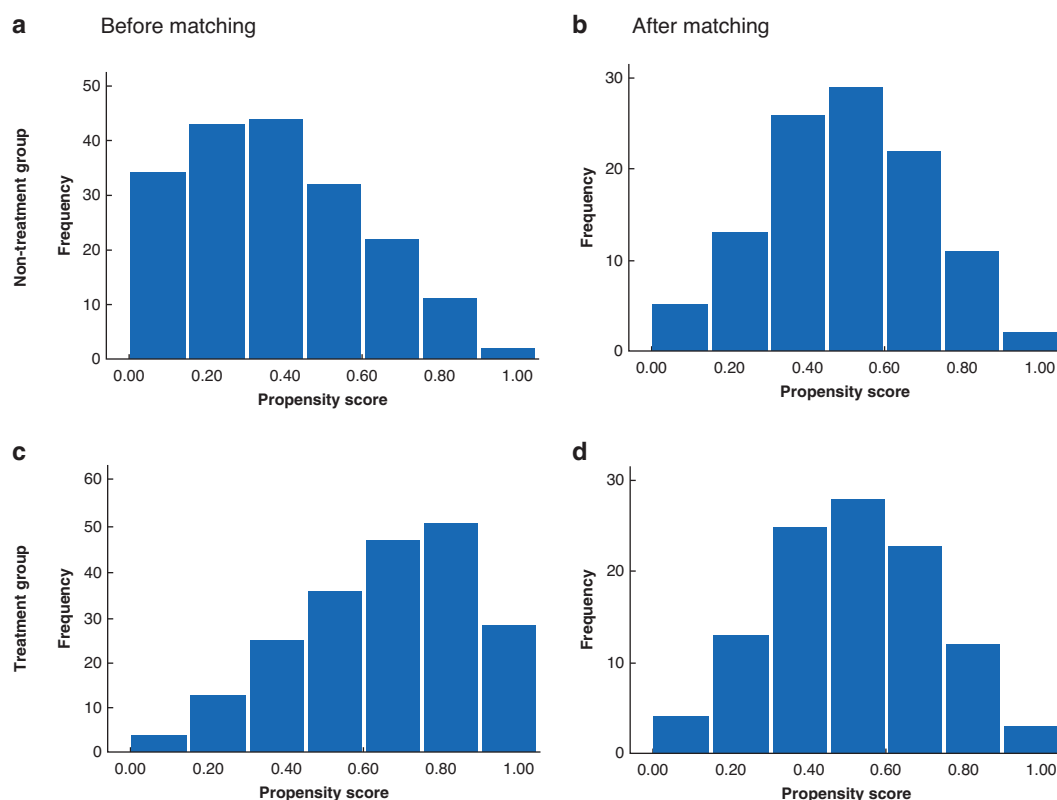 a Before matching
Non-treatment group
Frequency
50
40
30
20
10
0
0.00 0.20 0.40 0.60 0.80 1.00
Propensity score
b After matching
Frequency
30
20
10
0
0.00 0.20 0.40 0.60 0.80 1.00
Propensity score
c
Treatment group
Frequency
60
50
40
30
20
10
0
0.00 0.20 0.40 0.60 0.80 1.00
Propensity score
d
Frequency
30
20
10
0
0.00 0.20 0.40 0.60 0.80 1.00
Propensity score